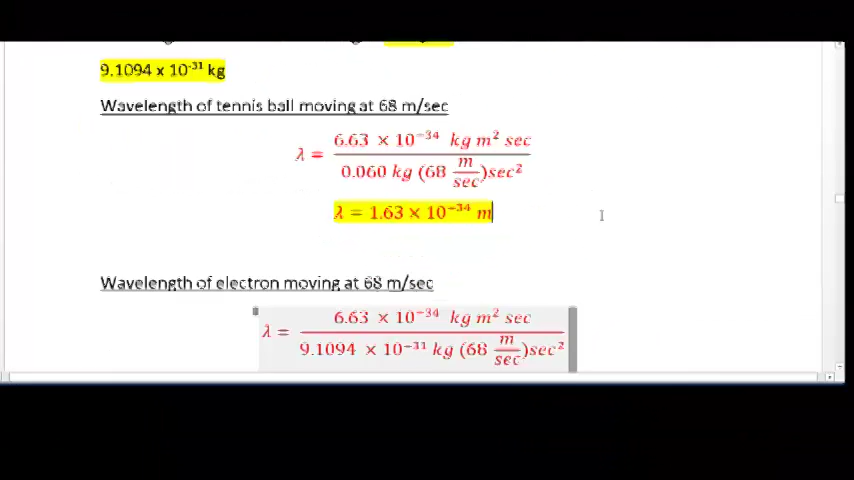 9.1094 x 10⁻³¹ kg
Wavelength of tennis ball moving at 68 m/sec
λ = 6.63 × 10⁻³⁴ kg m² sec / 0.060 kg (68 m/sec)sec²
λ = 1.63 × 10⁻³⁴ m
Wavelength of electron moving at 68 m/sec
λ = 6.63 × 10⁻³⁴ kg m² sec / 9.1094 × 10⁻³¹ kg (68 m/sec)sec²